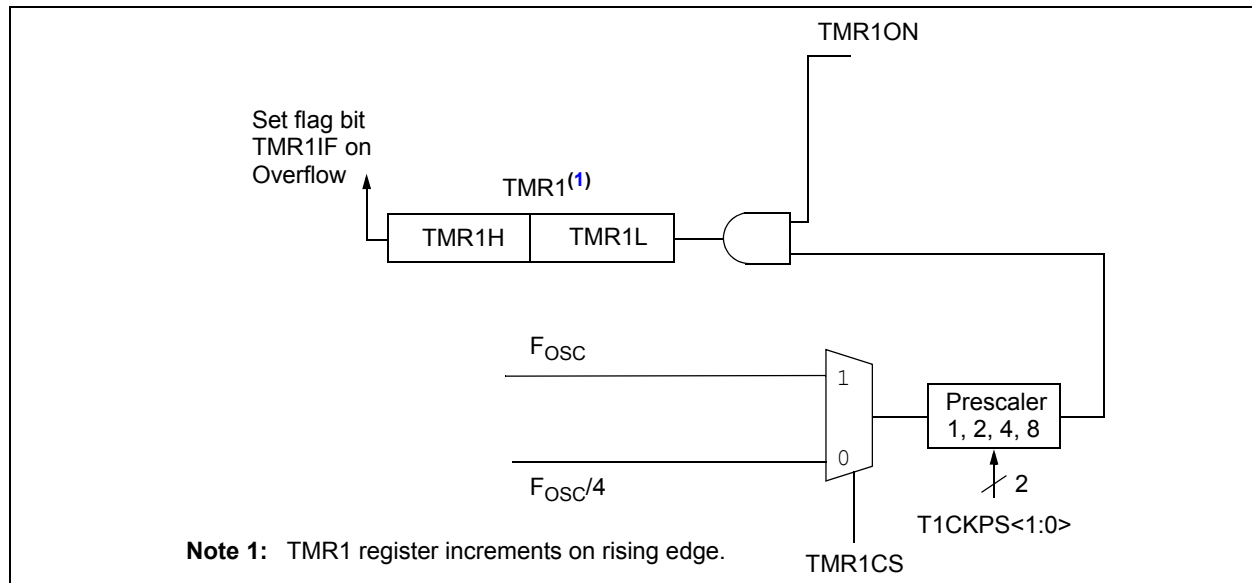 TMR1ON
Set flag bit
TMR1IF on
Overflow
TMR1(1)
TMR1H
TMR1L
FOSC
1
Prescaler
1, 2, 4, 8
0
FOSC/4
2
T1CKPS<1:0>
Note 1: TMR1 register increments on rising edge.
TMR1CS